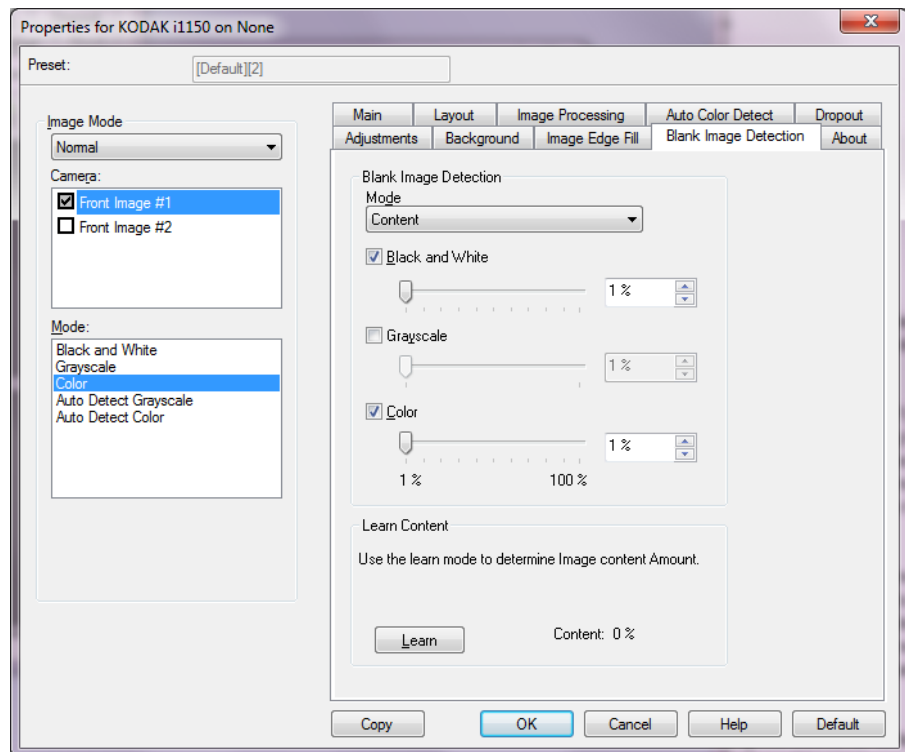 Properties for KODAK i1150 on None
Preset:
[Default][2]
Image Mode
Normal
Camera:
Front Image #1
Front Image #2
Mode:
Black and White
Grayscale
Color
Auto Detect Grayscale
Auto Detect Color
Main Layout Image Processing Auto Color Detect Dropout
Adjustments Background Image Edge Fill Blank Image Detection About
Blank Image Detection
Mode
Content
Black and White
1 %
Grayscale
1 %
Color
1 %
1 % 100 %
Learn Content
Use the learn mode to determine Image content Amount.
Learn Content: 0 %
Copy OK Cancel Help Default